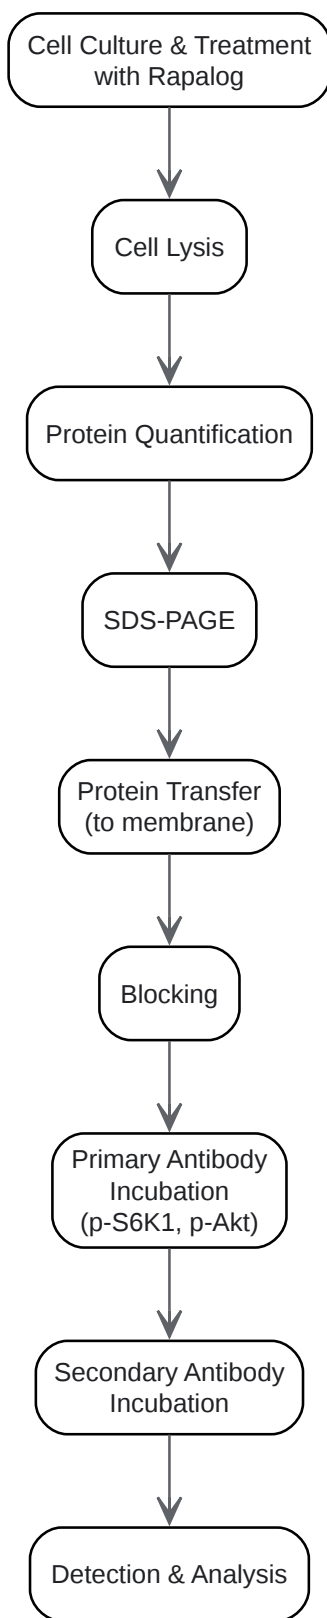 Cell Culture & Treatment
with Rapalog
Cell Lysis
Protein Quantification
SDS-PAGE
Protein Transfer
(to membrane)
Blocking
Primary Antibody
Incubation
(p-S6K1, p-Akt)
Secondary Antibody
Incubation
Detection & Analysis